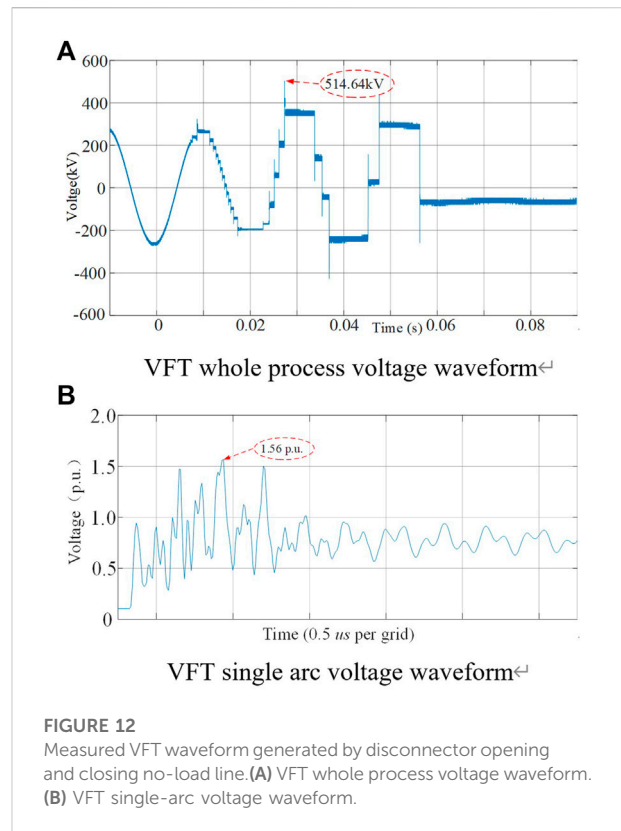 A
600
400
200
0
-200
-400
-600
Voltge(kV)
514.64kV
0
0.02
0.04
Time (s)
0.06
0.08
VFT whole process voltage waveform↵
B
2.0
1.5
1.0
0.5
0
Voltage（p.u.）
1.56 p.u.
Time (0.5 us per grid)
VFT single arc voltage waveform↵
FIGURE 12
Measured VFT waveform generated by disconnector opening
and closing no-load line.(A) VFT whole process voltage waveform.
(B) VFT single-arc voltage waveform.